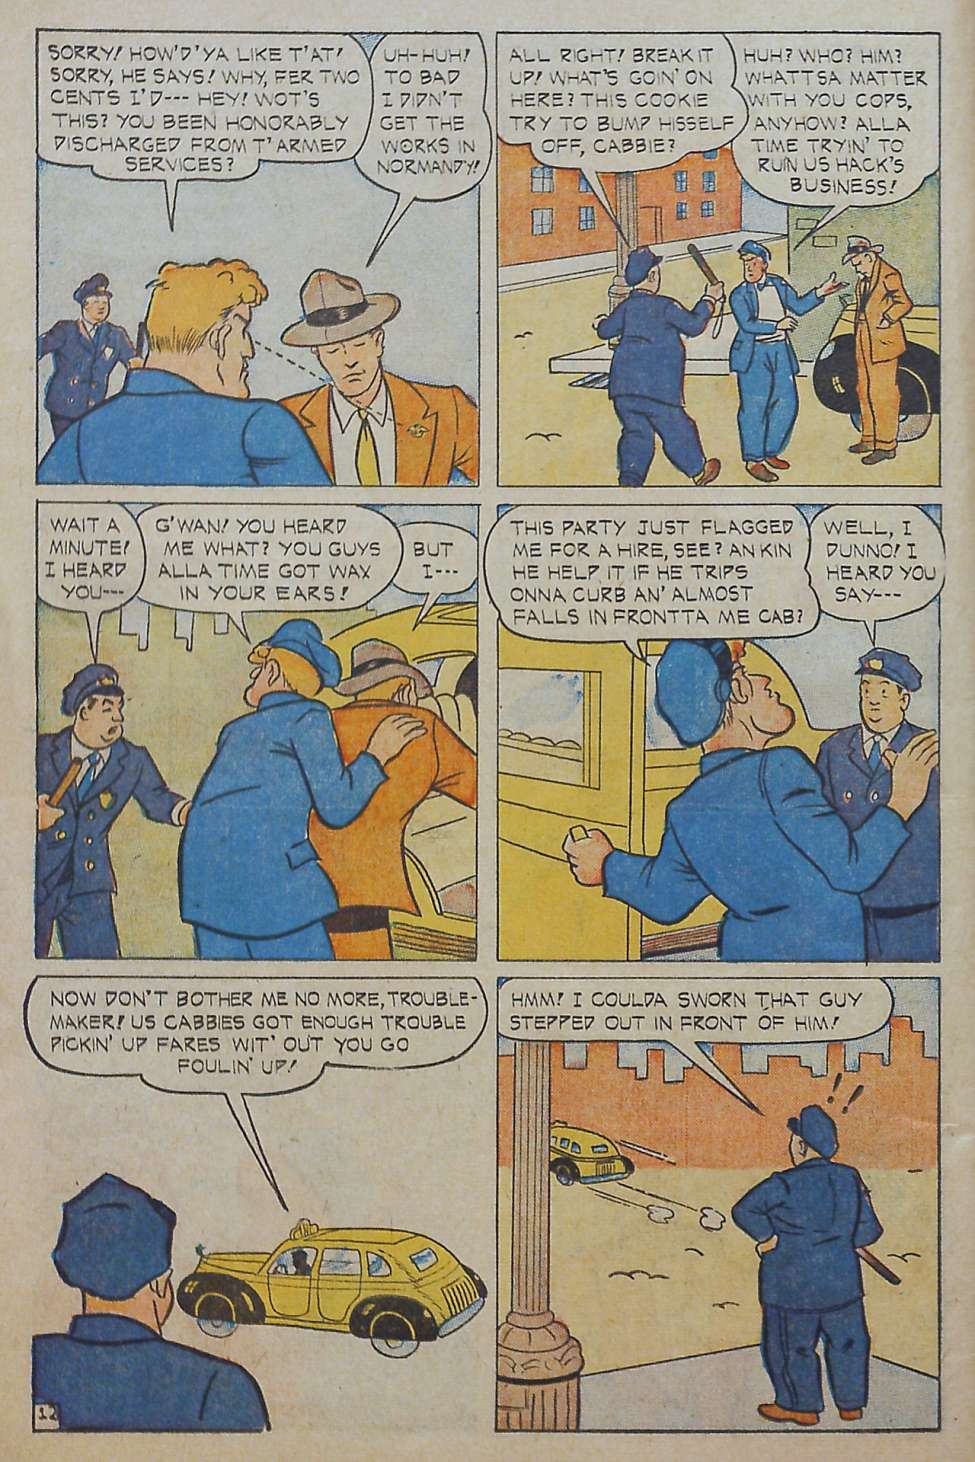 SORRY! HOW'D'YA LIKE T'AT!
SORRY, HE SAYS! WHY, FER TWO
CENTS I'D--- HEY! WOT'S
THIS? YOU BEEN HONORABLY
DISCHARGED FROM T'ARMED
SERVICES?
UH-HUH!
TO BAD
I DIDN'T
GET THE
WORKS IN
NORMANDY!
ALL RIGHT! BREAK IT
UP! WHAT'S GOIN' ON
HERE? THIS COOKIE
TRY TO BUMP HISSELF
OFF, CABBIE?
HUH? WHO? HIM?
WHATTSA MATTER
WITH YOU COPS,
ANYHOW? ALLA
TIME TRYIN' TO
RUIN US HACK'S
BUSINESS!
WAIT A
MINUTE!
I HEARD
YOU---
G'WAN! YOU HEARD
ME WHAT? YOU GUYS
ALLA TIME GOT WAX
IN YOUR EARS!
BUT
I---
THIS PARTY JUST FLAGGED
ME FOR A HIRE, SEE? AN KIN
HE HELP IT IF HE TRIPS
ONNA CURB AN' ALMOST
FALLS IN FRONTTA ME CAB?
WELL, I
DUNNO! I
HEARD YOU
SAY---
NOW DON'T BOTHER ME NO MORE, TROUBLE-
MAKER! US CABBIES GOT ENOUGH TROUBLE
PICKIN' UP FARES WIT' OUT YOU GO
FOULIN' UP!
HMM! I COULDA SWORN THAT GUY
STEPPED OUT IN FRONT OF HIM!
!!
12